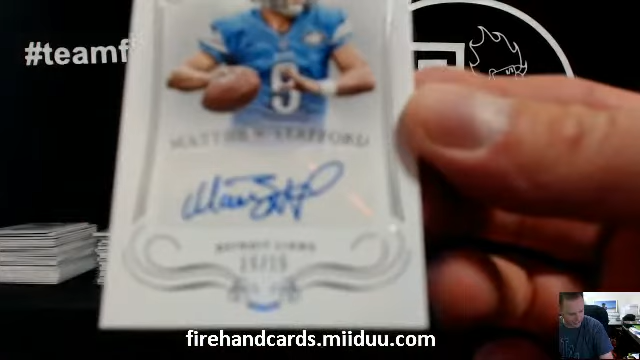 #teamf
9
MATTHEW STAFFORD
DETROIT LIONS
firehandcards.miiduu.com